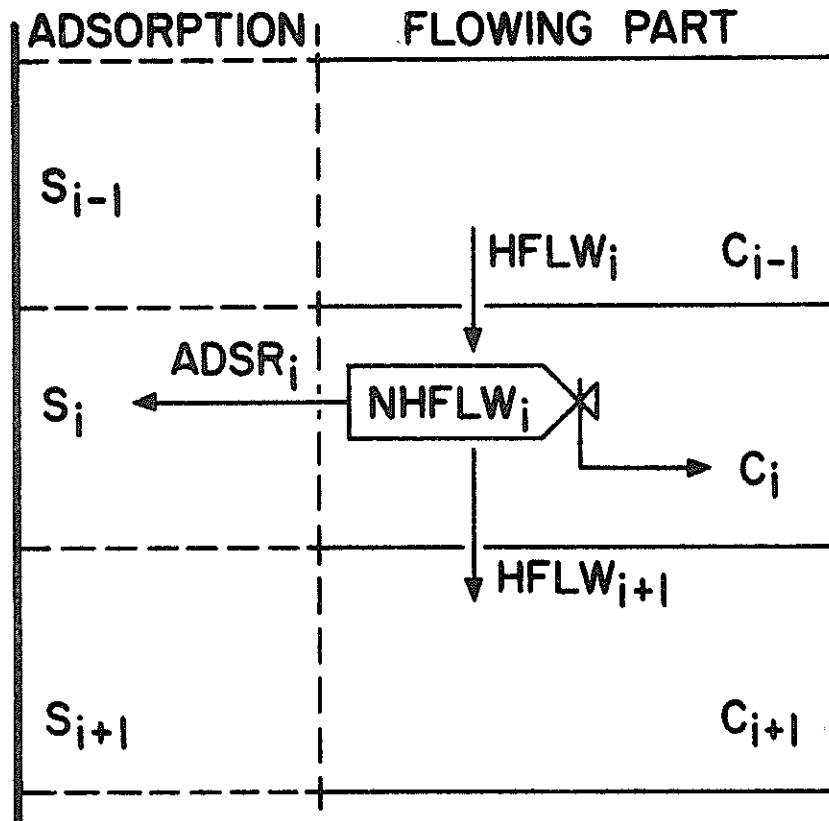 ADSORPTION FLOWING PART
Sᵢ₋₁
HFLWᵢ Cᵢ₋₁
ADSRᵢ
Sᵢ NHFLWᵢ
Cᵢ
HFLWᵢ₊₁
Sᵢ₊₁ Cᵢ₊₁